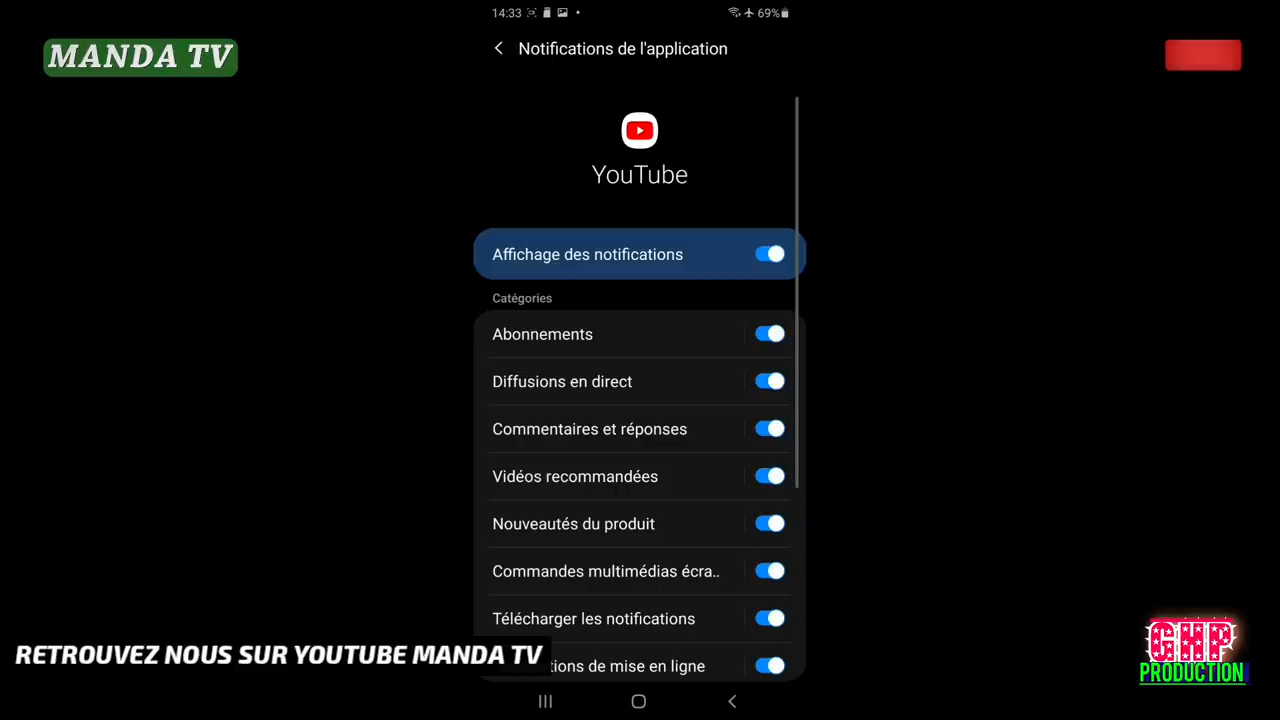 14:33
69%
MANDA TV
Notifications de l'application
YouTube
Affichage des notifications
Catégories
Abonnements
Diffusions en direct
Commentaires et réponses
Vidéos recommandées
Nouveautés du produit
Commandes multimédias écra..
Télécharger les notifications
tions de mise en ligne
RETROUVEZ NOUS SUR YOUTUBE MANDA TV
GHP
PRODUCTION